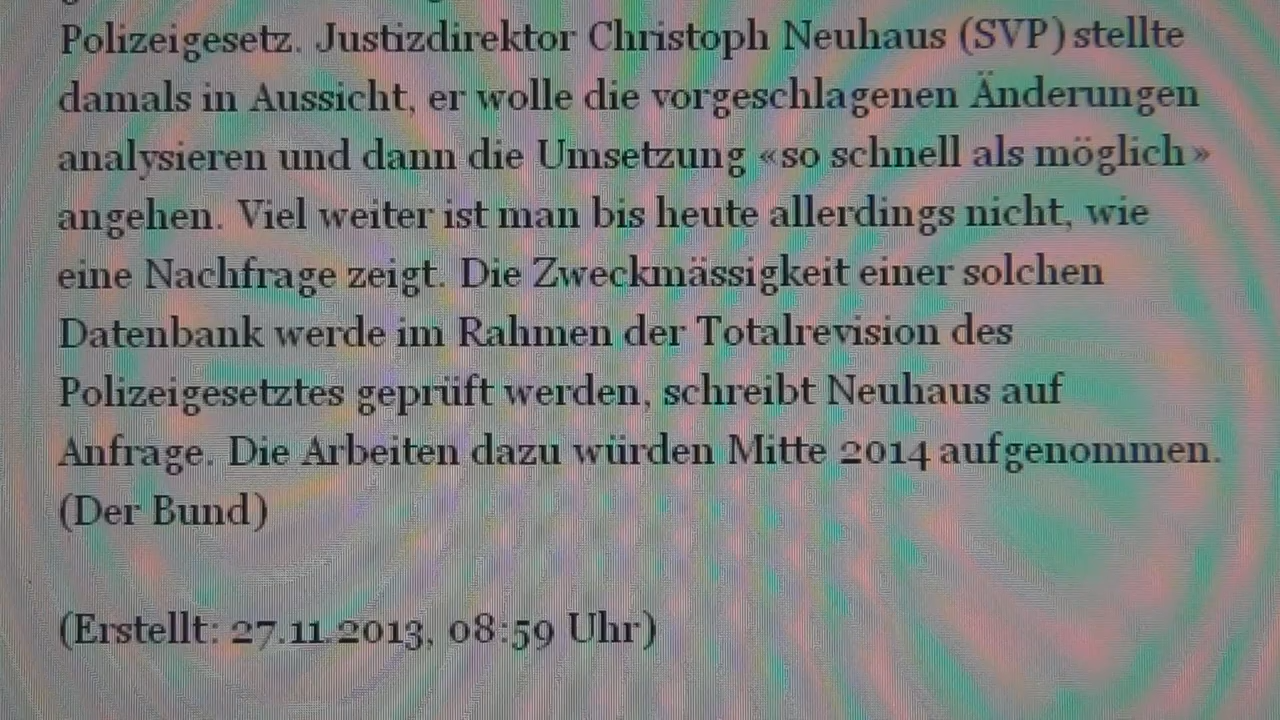 Polizeigesetz. Justizdirektor Christoph Neuhaus (SVP) stellte
damals in Aussicht, er wolle die vorgeschlagenen Änderungen
analysieren und dann die Umsetzung «so schnell als möglich»
angehen. Viel weiter ist man bis heute allerdings nicht, wie
eine Nachfrage zeigt. Die Zweckmässigkeit einer solchen
Datenbank werde im Rahmen der Totalrevision des
Polizeigesetztes geprüft werden, schreibt Neuhaus auf
Anfrage. Die Arbeiten dazu würden Mitte 2014 aufgenommen.
(Der Bund)
(Erstellt: 27.11.2013, 08:59 Uhr)